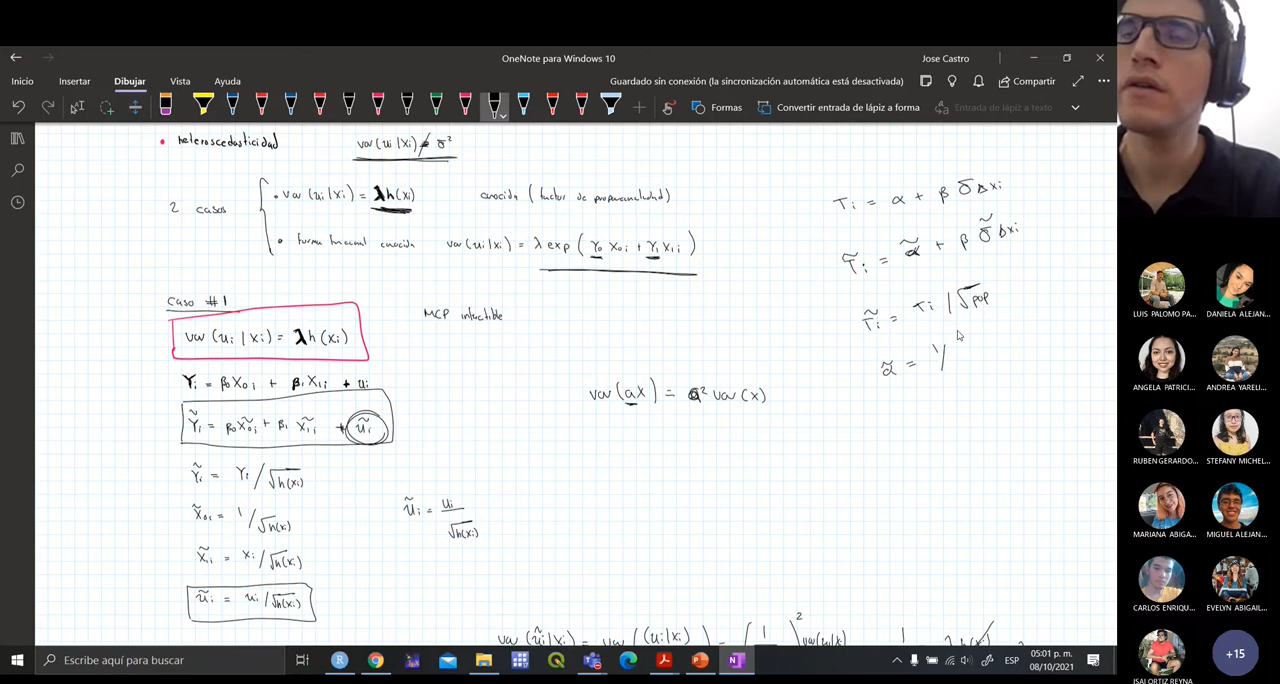 OneNote para Windows 10
Jose Castro
Inicio Insertar Dibujar Vista Ayuda
Guardado sin conexión (la sincronización automática está desactivada)
Compartir
Formas
Convertir entrada de lápiz a forma
Entrada de lápiz a texto
heteroscedasticidad
var(ui|xi) ≠ σ²
2 casos
var(ui|xi) = λh(xi)
conocida (factor de proporcionalidad)
forma funcional conocida
var(ui|xi) = λ exp(γ₀ X₀i + γ₁ X₁i)
Caso #1
var(ui|xi) = λh(xi)
MCP infactible
Yi = β₀X₀i + β₁X₁i + ui
Ỹi = β₀X̃₀i + β₁X̃₁i + ũi
Ỹi = Yi/√h(xi)
X̃₀i = 1/√h(xi)
X̃₁i = xi/√h(xi)
ũi = ui/√h(xi)
ũi = ui/√h(xi)
var(ax) = a² var(x)
Ti = α + β δ Δxi
T̃i = α̃ + β δ̃ Δxi
T̃i = Ti/√pop
α̃ = 1/
LUIS PALOMO PA...
DANIELA ALEJAN...
ANGELA PATRICI...
ANDREA YARELI...
RUBEN GERARDO...
STEFANY MICHEL...
MARIANA ABIGA...
MIGUEL ALEJAN...
CARLOS ENRIQU...
EVELYN ABIGAIL...
ISAI ORTIZ REYNA
+15
Escribe aquí para buscar
ESP
05:01 p. m.
08/10/2021